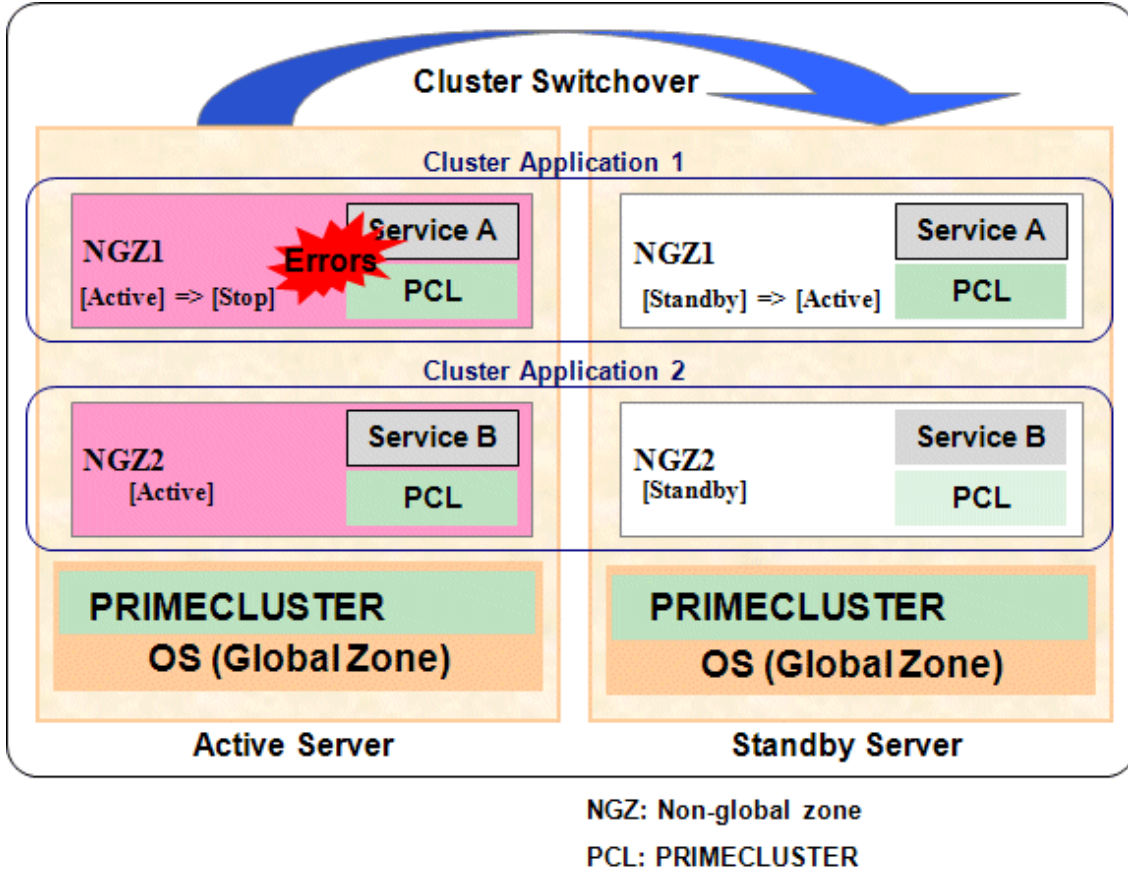 Cluster Switchover
Cluster Application 1
NGZ1
[Active] => [Stop]
Errors
Service A
PCL
NGZ1
[Standby] => [Active]
Service A
PCL
Cluster Application 2
NGZ2
[Active]
Service B
PCL
NGZ2
[Standby]
Service B
PCL
PRIMECLUSTER
OS (Global Zone)
PRIMECLUSTER
OS (Global Zone)
Active Server
Standby Server
NGZ: Non-global zone
PCL: PRIMECLUSTER